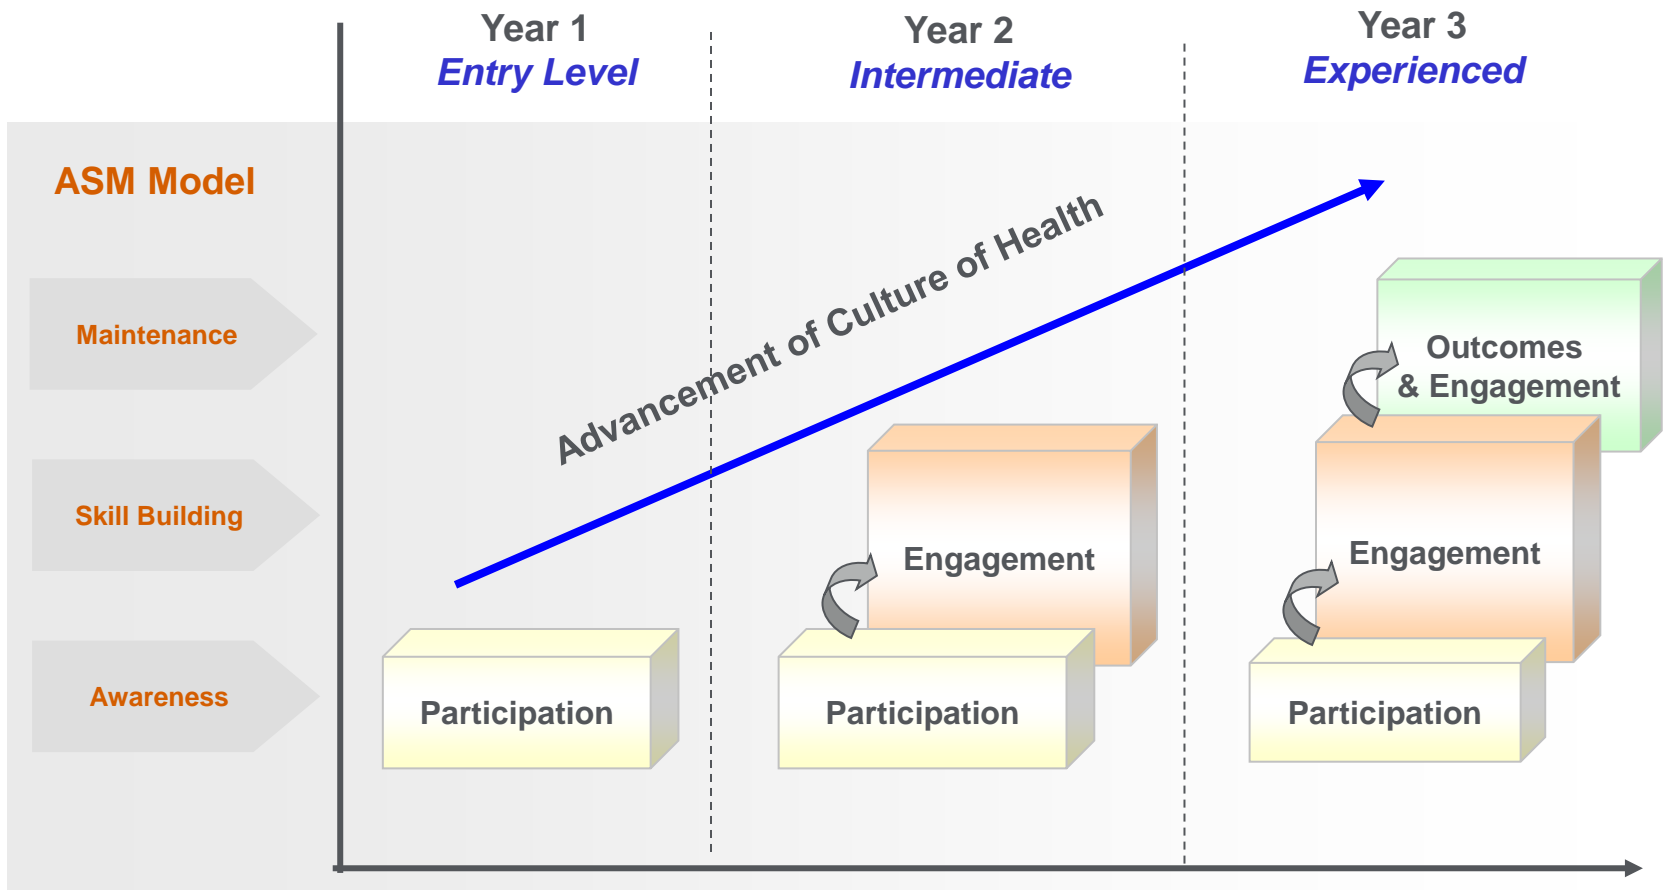 Year 1
Entry Level
Year 2
Intermediate
Year 3
Experienced
ASM Model
Maintenance
Skill Building
Awareness
Advancement of Culture of Health
Participation
Engagement
Participation
Outcomes
& Engagement
Engagement
Participation